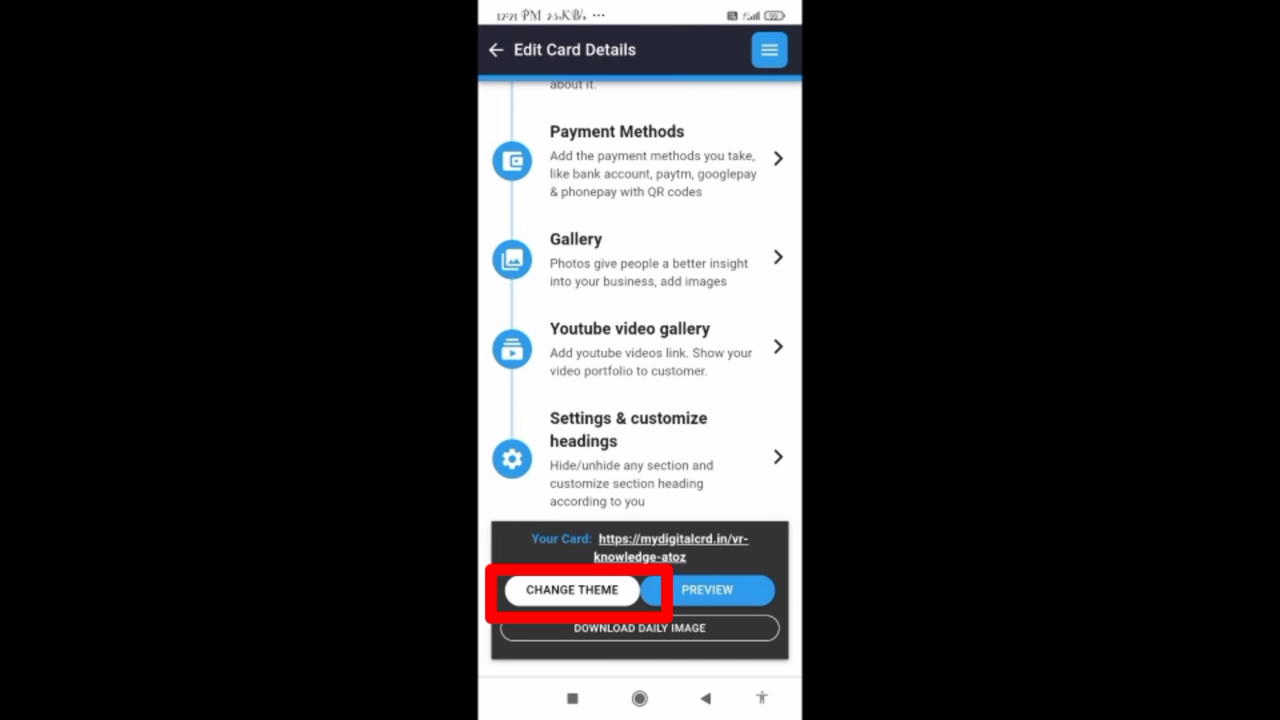 12:21 PM 2.5KB/s ...
Edit Card Details
about it.
Payment Methods
Add the payment methods you take,
like bank account, paytm, googlepay
& phonepay with QR codes
Gallery
Photos give people a better insight
into your business, add images
Youtube video gallery
Add youtube videos link. Show your
video portfolio to customer.
Settings & customize
headings
Hide/unhide any section and
customize section heading
according to you
Your Card: https://mydigitalcrd.in/vr-
knowledge-atoz
CHANGE THEME PREVIEW
DOWNLOAD DAILY IMAGE